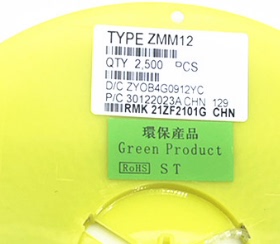 TYPE ZMM12
QTY 2,500 PCS
D/C ZYOB4G0912YC
P/C 30122023A CHN 129
RMK 21ZF2101G CHN
環保産品
Green Product
RoHS ST